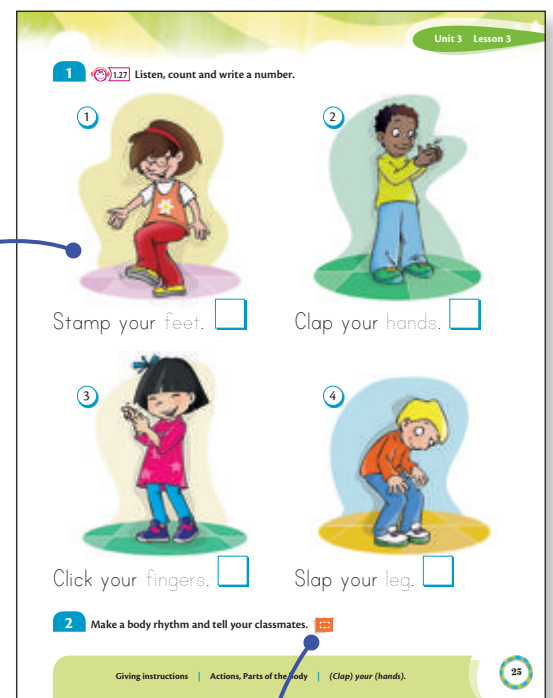 Unit 3 Lesson 3
1 1.27 Listen, count and write a number.
1
2
Stamp your feet.
Clap your hands.
3
4
Click your fingers.
Slap your leg.
2 Make a body rhythm and tell your classmates.
Giving instructions | Actions, Parts of the Body | (Clap) your (hands).
25